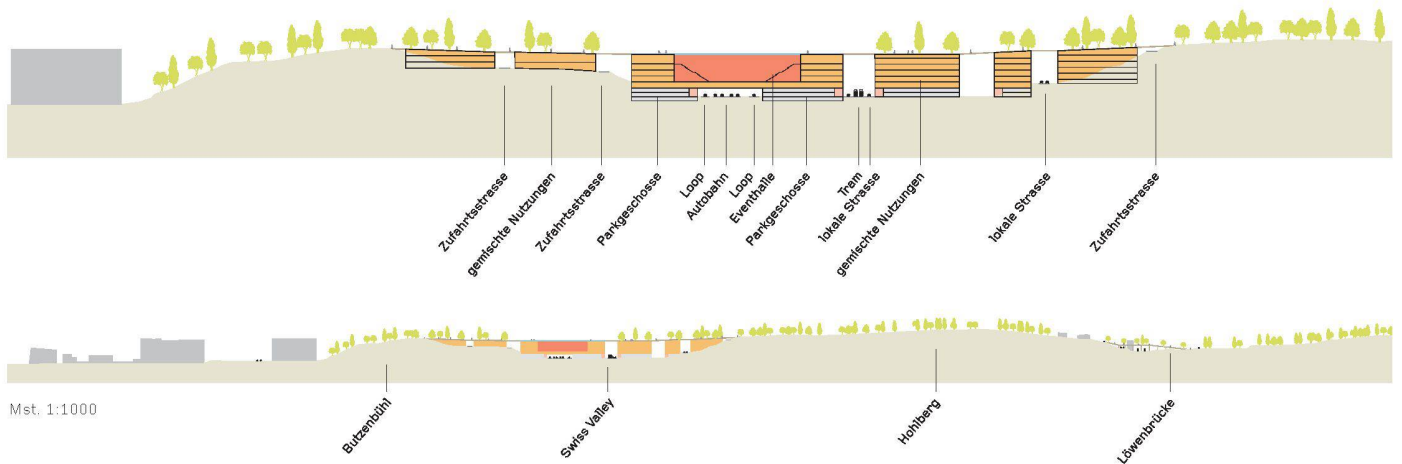 Zufahrtsstrasse
gemischte Nutzungen
Zufahrtsstrasse
Parkgeschosse
Loop
Autobahn
Loop
Eventhalle
Parkgeschosse
Tram
lokale Strasse
gemischte Nutzungen
lokale Strasse
Zufahrtsstrasse
Mst. 1:1000
Butzenbühl
Swiss Valley
Hohlberg
Löwenbrücke